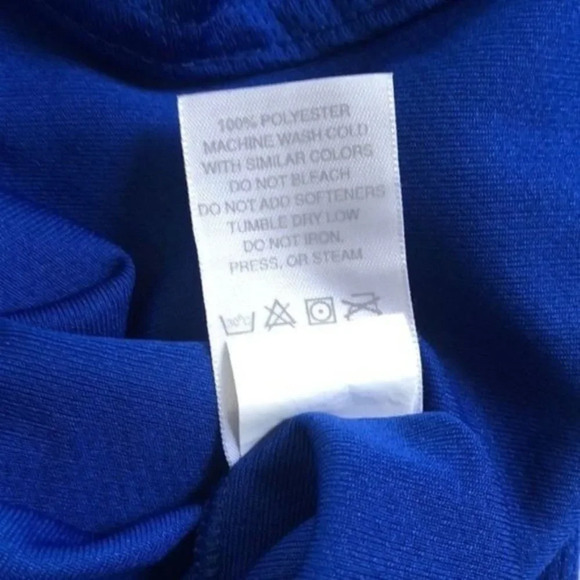 100% POLYESTER
MACHINE WASH COLD
WITH SIMILAR COLORS
DO NOT BLEACH
DO NOT ADD SOFTENERS
TUMBLE DRY LOW
DO NOT IRON,
PRESS, OR STEAM
30°C